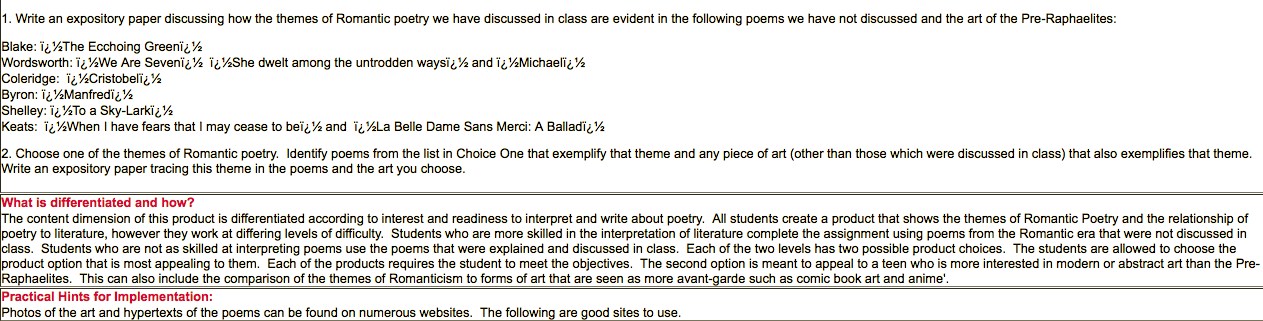 1. Write an expository paper discussing how the themes of Romantic poetry we have discussed in class are evident in the following poems we have not discussed and the art of the Pre-Raphaelites:
Blake: ï¿½The Ecchoing Greenï¿½
Wordsworth: ï¿½We Are Sevenï¿½ ï¿½She dwelt among the untrodden waysï¿½ and ï¿½Michaelï¿½
Coleridge: ï¿½Cristobelï¿½
Byron: ï¿½Manfredï¿½
Shelley: ï¿½To a Sky-Larkï¿½
Keats: ï¿½When I have fears that I may cease to beï¿½ and ï¿½La Belle Dame Sans Merci: A Balladï¿½
2. Choose one of the themes of Romantic poetry. Identify poems from the list in Choice One that exemplify that theme and any piece of art (other than those which were discussed in class) that also exemplifies that theme.
Write an expository paper tracing this theme in the poems and the art you choose.
What is differentiated and how?
The content dimension of this product is differentiated according to interest and readiness to interpret and write about poetry. All students create a product that shows the themes of Romantic Poetry and the relationship of
poetry to literature, however they work at differing levels of difficulty. Students who are more skilled in the interpretation of literature complete the assignment using poems from the Romantic era that were not discussed in
class. Students who are not as skilled at interpreting poems use the poems that were explained and discussed in class. Each of the two levels has two possible product choices. The students are allowed to choose the
product option that is most appealing to them. Each of the products requires the student to meet the objectives. The second option is meant to appeal to a teen who is more interested in modern or abstract art than the Pre-
Raphaelites. This can also include the comparison of the themes of Romanticism to forms of art that are seen as more avant-garde such as comic book art and anime'.
Practical Hints for Implementation:
Photos of the art and hypertexts of the poems can be found on numerous websites. The following are good sites to use.